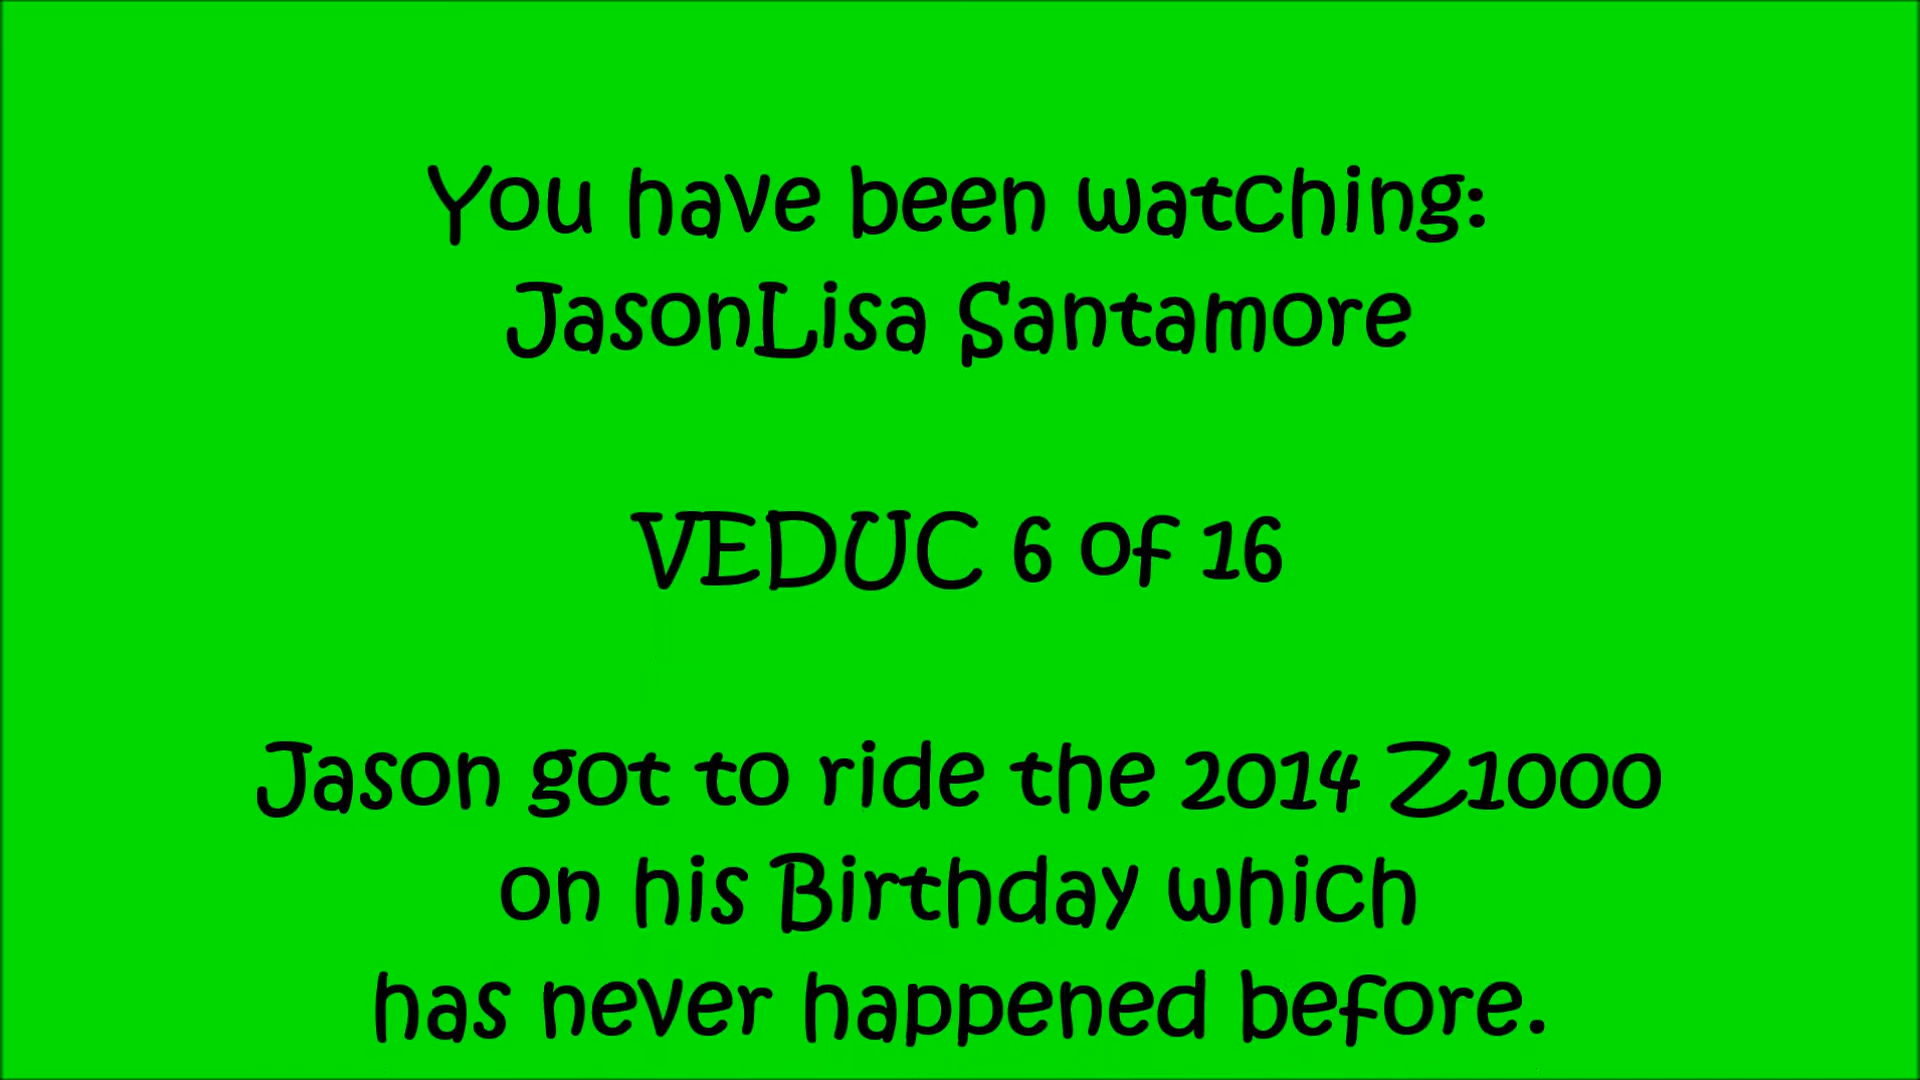 You have been watching:
JasonLisa Santamore
VEDUC 6 of 16
Jason got to ride the 2014 Z1000
on his Birthday which
has never happened before.